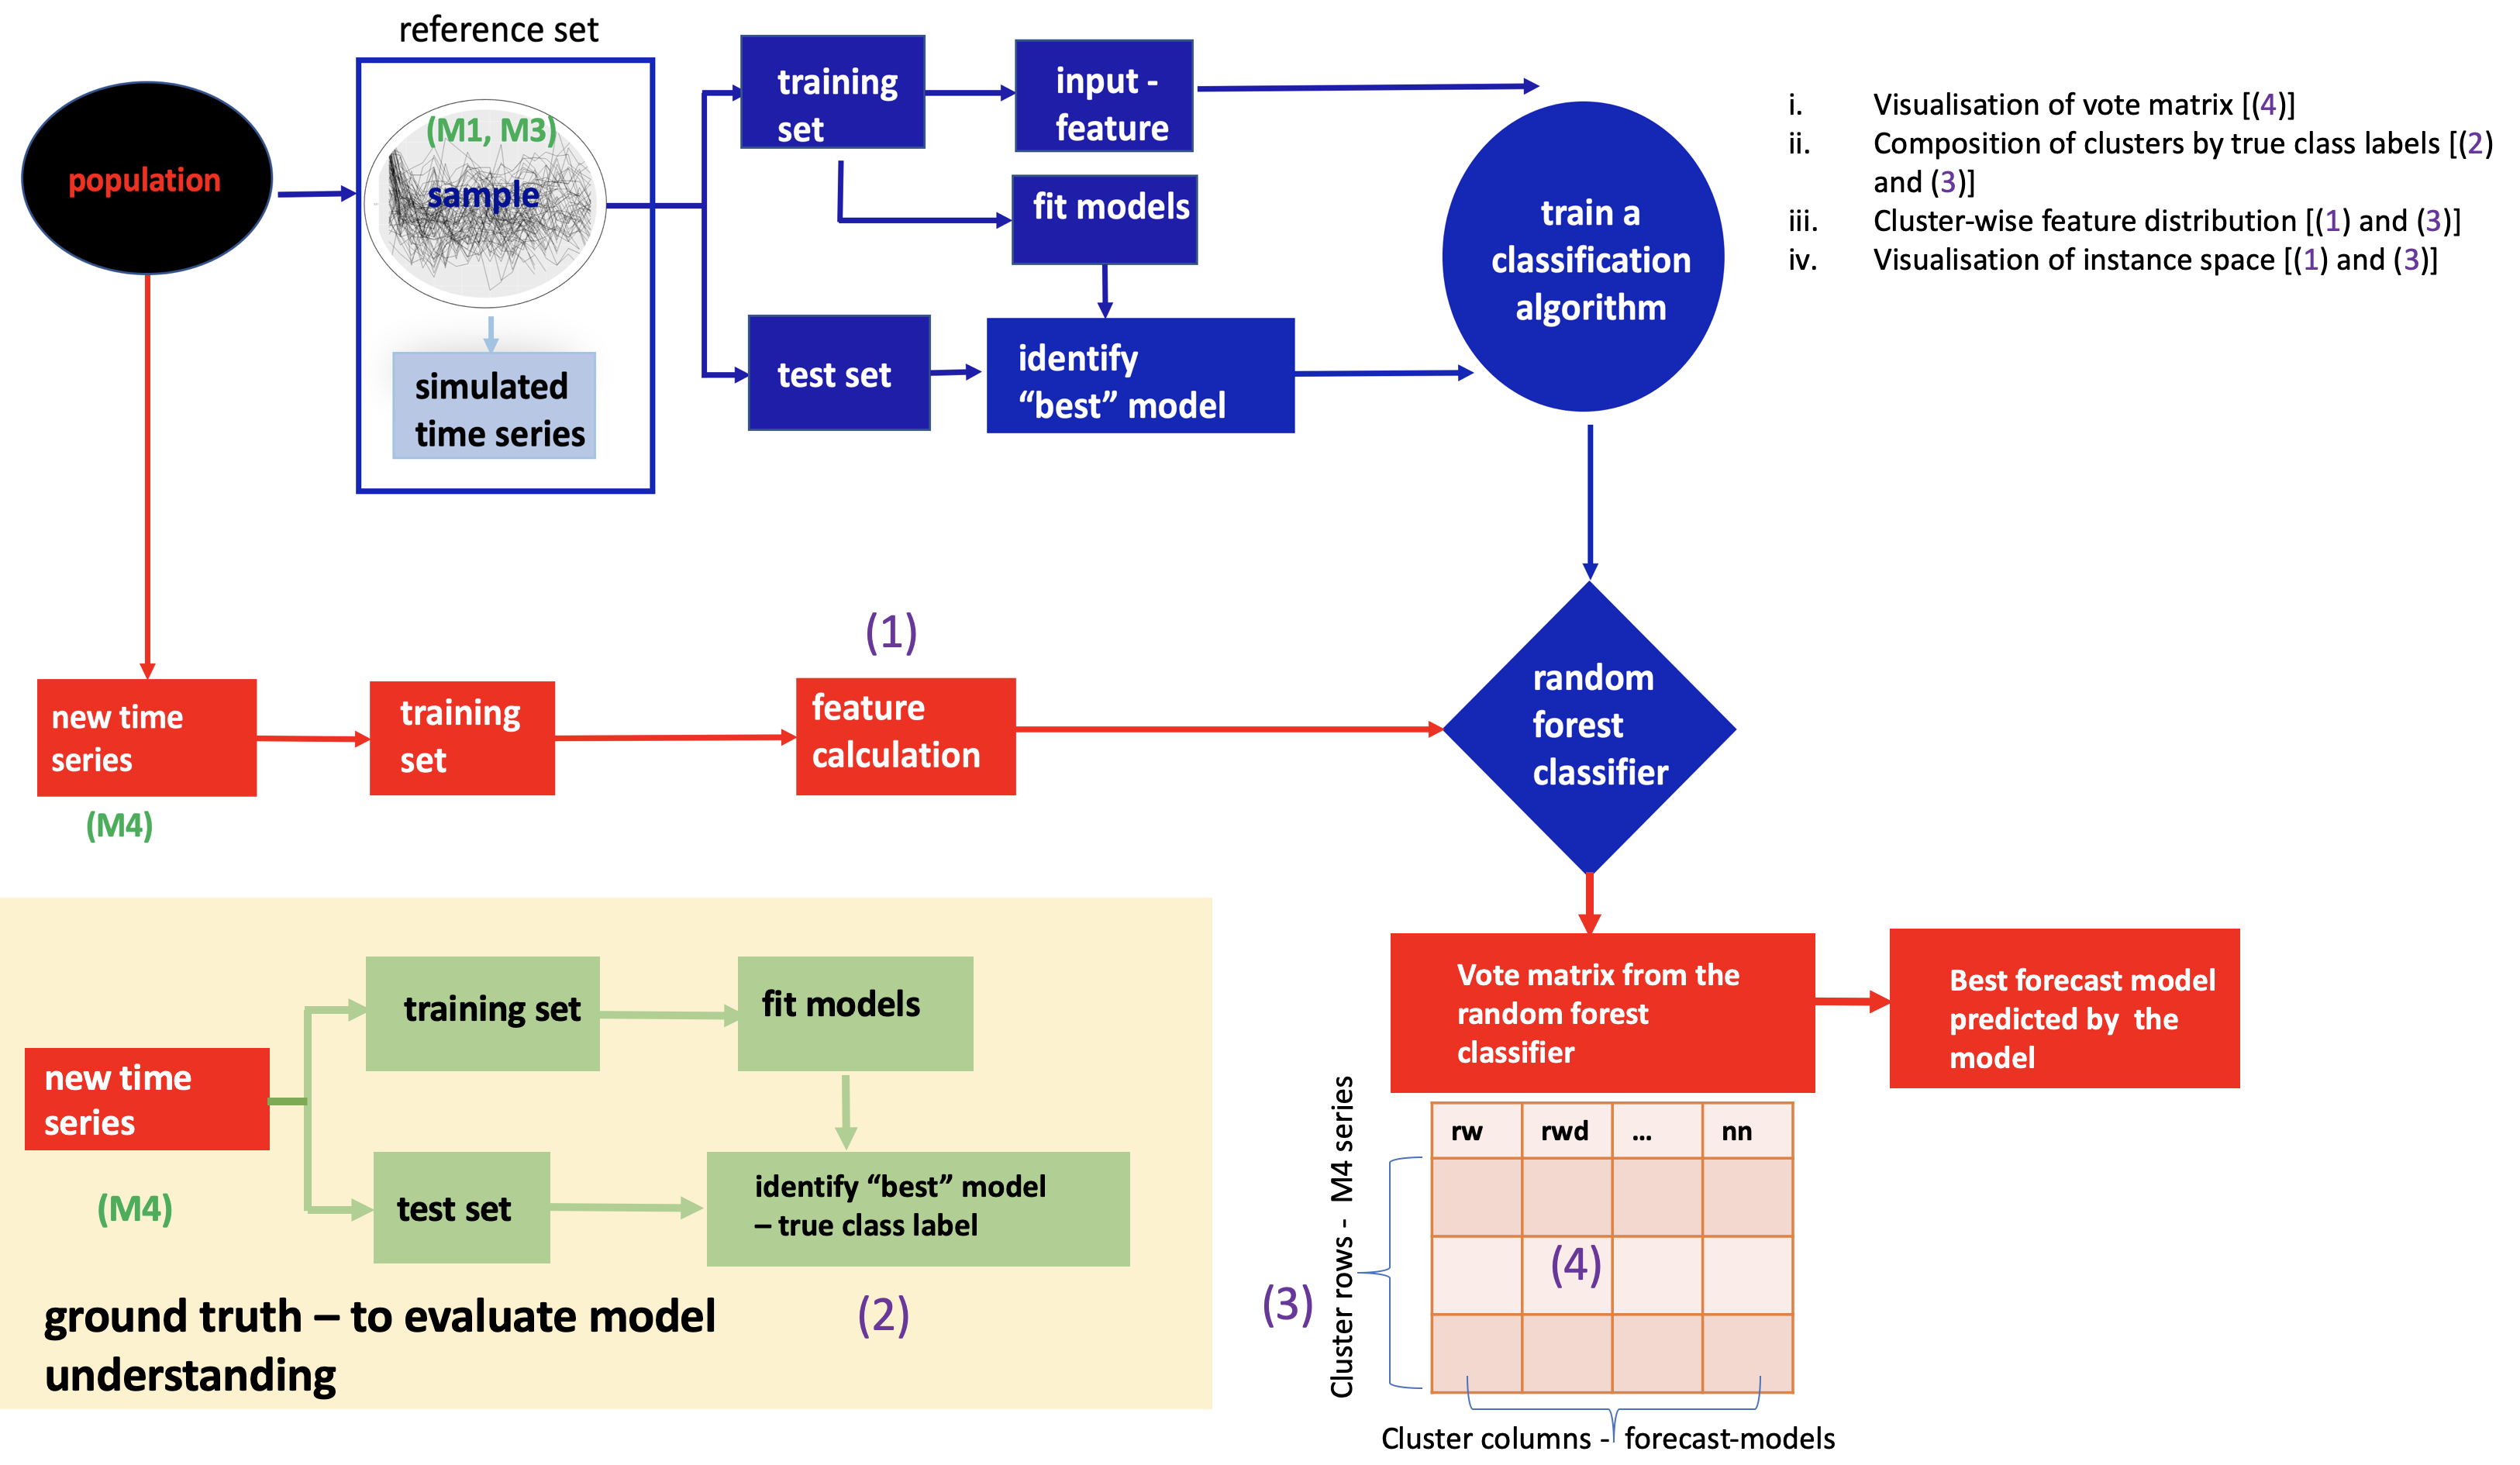 reference set
population
(M1, M3)
sample
simulated
time series
training
set
input -
feature
fit models
test set
identify
“best” model
train a
classification
algorithm
i. Visualisation of vote matrix [(4)]
ii. Composition of clusters by true class labels [(2)
and (3)]
iii. Cluster-wise feature distribution [(1) and (3)]
iv. Visualisation of instance space [(1) and (3)]
(1)
new time
series
(M4)
training
set
feature
calculation
random
forest
classifier
Vote matrix from the
random forest
classifier
Best forecast model
predicted by the
model
new time
series
(M4)
training set
fit models
test set
identify “best” model
– true class label
ground truth – to evaluate model
understanding
(2)
(3)
Cluster rows - M4 series
rw rwd ... nn
(4)
Cluster columns - forecast-models